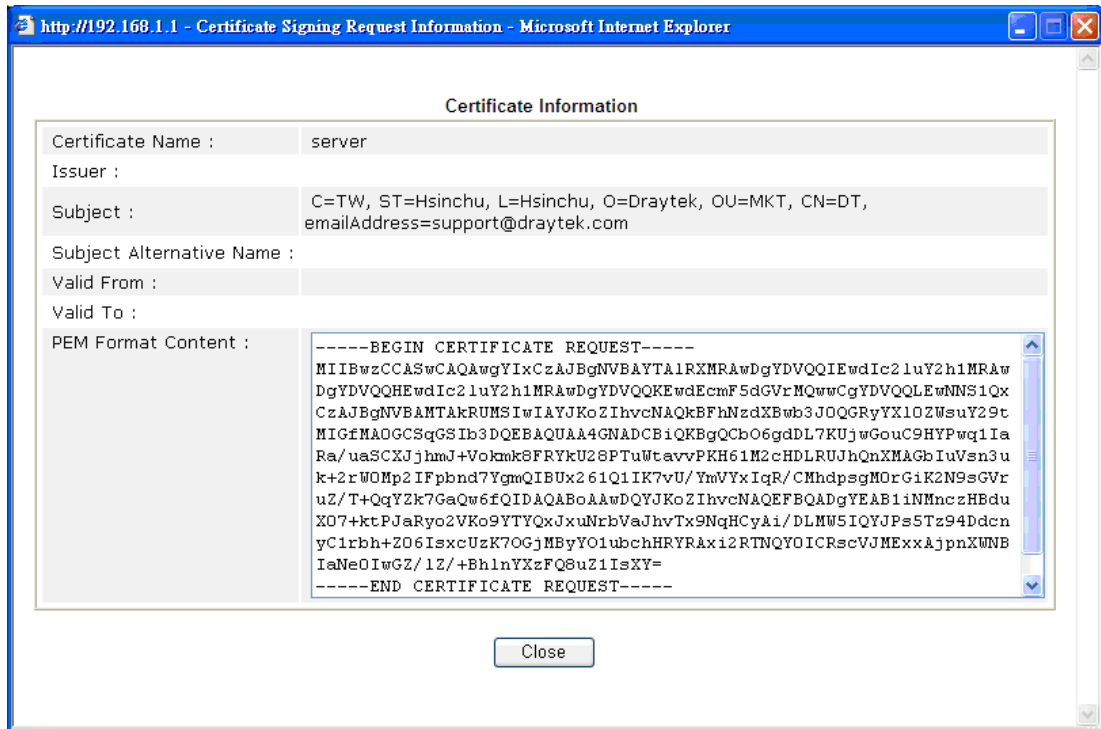 http://192.168.1.1 - Certificate Signing Request Information - Microsoft Internet Explorer
Certificate Information
Certificate Name : server
Issuer :
Subject : C=TW, ST=Hsinchu, L=Hsinchu, O=Draytek, OU=MKT, CN=DT,
emailAddress=support@draytek.com
Subject Alternative Name :
Valid From :
Valid To :
PEM Format Content :
-----BEGIN CERTIFICATE REQUEST-----
MIIBwzCCASwCAQAwgYIxCzAJBgNVBAYTAlRXMRAwDgYDVQQIEwdIc2luY2h1MRAw
DgYDVQQHEwdIc2luY2h1MRAwDgYDVQQKEwdEcmF5dGVrMQwwCgYDVQQLEwNNS1Qx
CzAJBgNVBAMTAkRUMSIwIAYJKoZIhvcNAQkBFhNzdXBwb3J0QGRyYXl0ZWsuY29t
MIGfMA0GCSqGSIb3DQEBAQUAA4GNADCBiQKBgQCbO6gdDL7KUjwGouC9HYPwq1Ia
Ra/uaSCXJjhmJ+Vokmk8FRYkU28PTuWtavvPKH61M2cHDLRUJhQnXMAGbIuVsn3u
k+2rWOMp2IFpbnd7YgmQIBUx261Q1IK7vU/YmVYxIqR/CMhdpsgMOrGiK2N9sGVr
uZ/T+QqYZk7GaQw6fQIDAQABoAAwDQYJKoZIhvcNAQEFBQADgYEAB1iNMnczHBdu
XO7+ktPJaRyo2VKo9YTYQxJxuNrbVaJhvTx9NqHCyAi/DLMW5IQYJPs5Tz94Ddcn
yC1rbh+ZO6IsxcUzK7OGjMByYO1ubchHRYRAxi2RTNQYOICRscVJMExxAjpnXWNB
IaNeOIwGZ/lZ/+BhlnYXzFQ8uZ1IsXY=
-----END CERTIFICATE REQUEST-----
Close